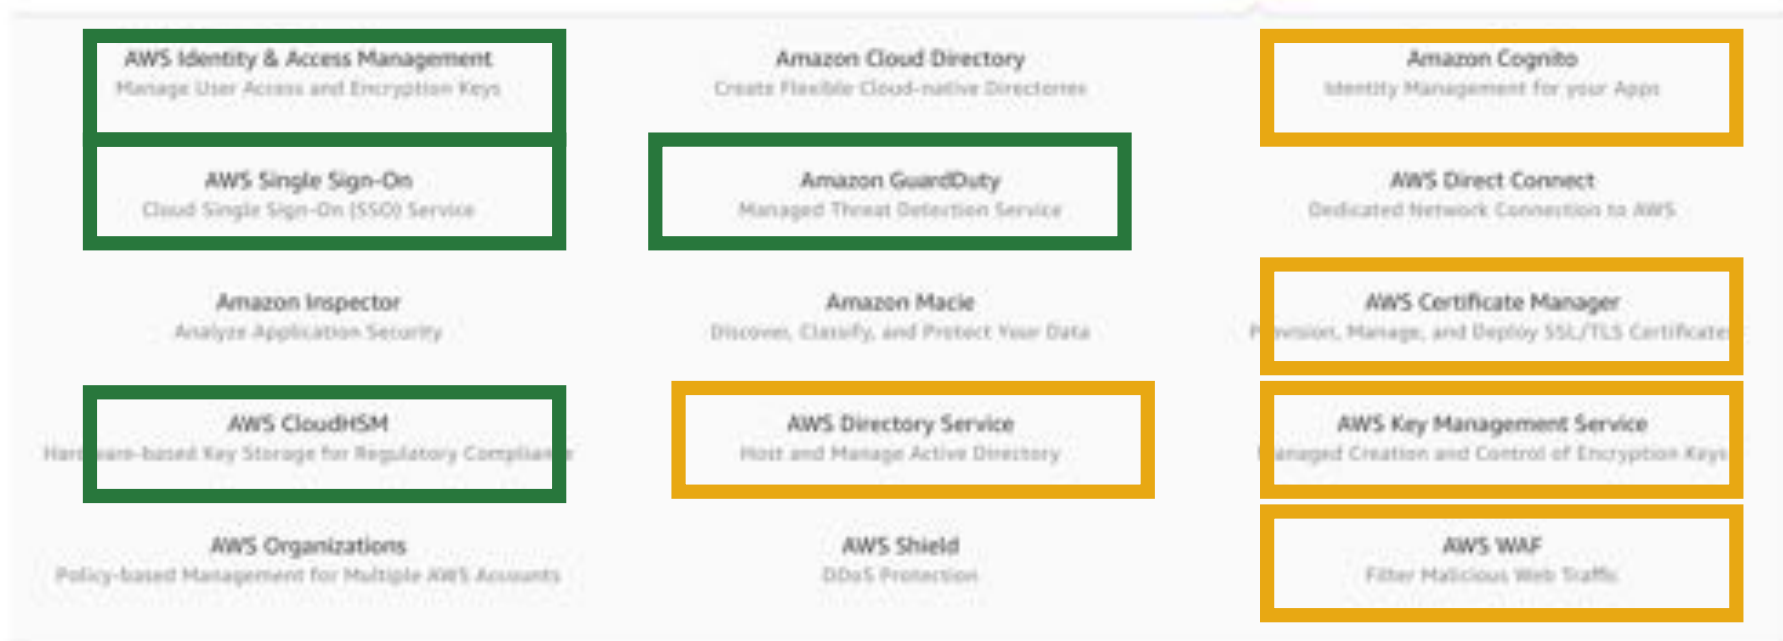 AWS Identity & Access Management
Manage User Access and Encryption Keys
Amazon Cloud Directory
Create Flexible Cloud-native Directories
Amazon Cognito
Identity Management for your Apps
AWS Single Sign-On
Cloud Single Sign-On (SSO) Service
Amazon GuardDuty
Managed Threat Detection Service
AWS Direct Connect
Dedicated Network Connection to AWS
Amazon Inspector
Analyze Application Security
Amazon Macie
Discover, Classify, and Protect Your Data
AWS Certificate Manager
Provision, Manage, and Deploy SSL/TLS Certificates
AWS CloudHSM
Hardware-based Key Storage for Regulatory Compliance
AWS Directory Service
Host and Manage Active Directory
AWS Key Management Service
Managed Creation and Control of Encryption Keys
AWS Organizations
Policy-based Management for Multiple AWS Accounts
AWS Shield
DDoS Protection
AWS WAF
Filter Malicious Web Traffic